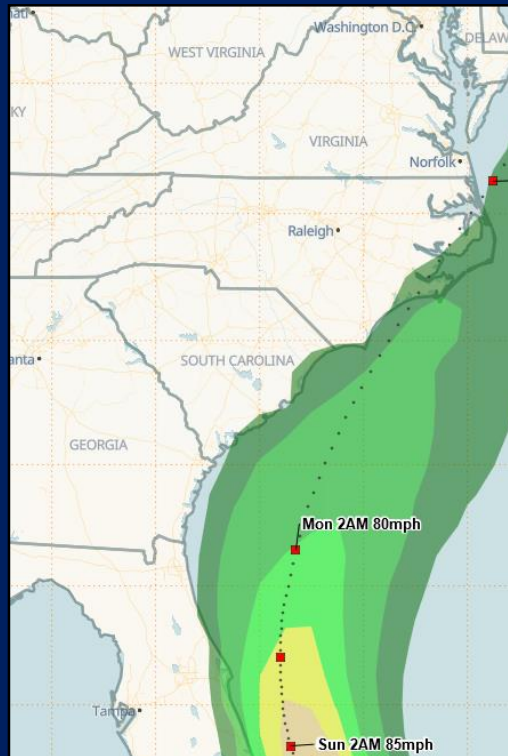 nati
Washington D.C.
WEST VIRGINIA
DELAW
KY
VIRGINIA
Norfolk
Raleigh
anta
SOUTH CAROLINA
GEORGIA
Mon 2AM 80mph
Tampa
Sun 2AM 85mph